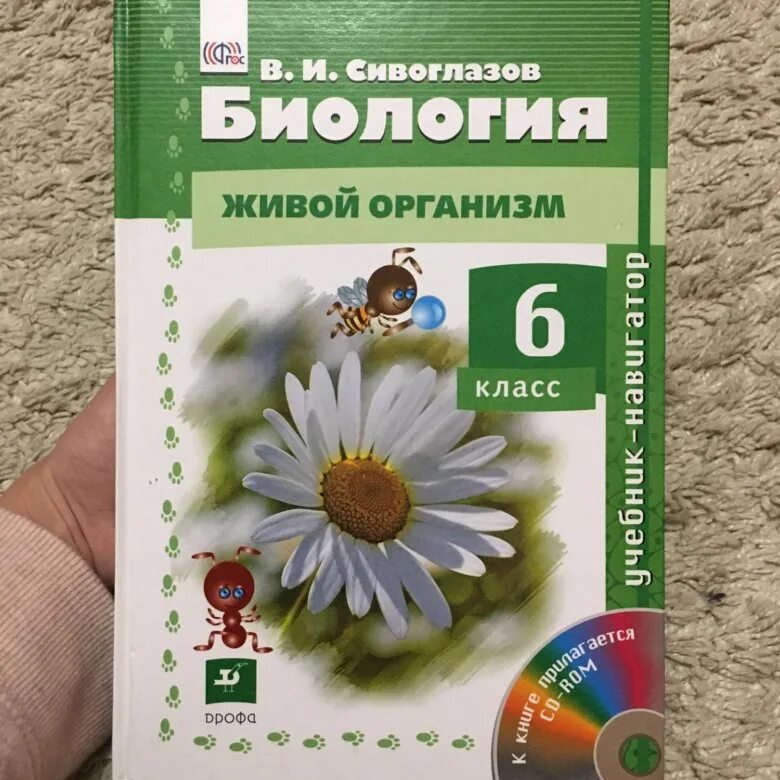 ФГОС
В. И. Сивоглазов
Биология
ЖИВОЙ ОРГАНИЗМ
6
класс
учебник-навигатор
К книге прилагается
CD-ROM
дрофа